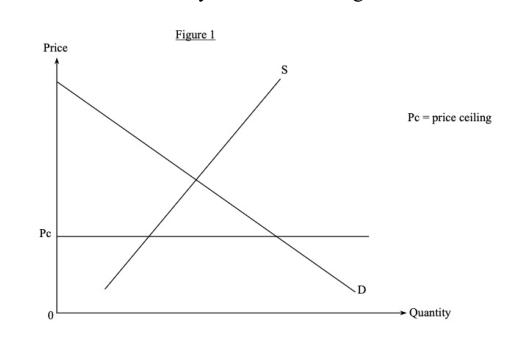 Figure 1
Price
S
Pc = price ceiling
Pc
D
0
Quantity